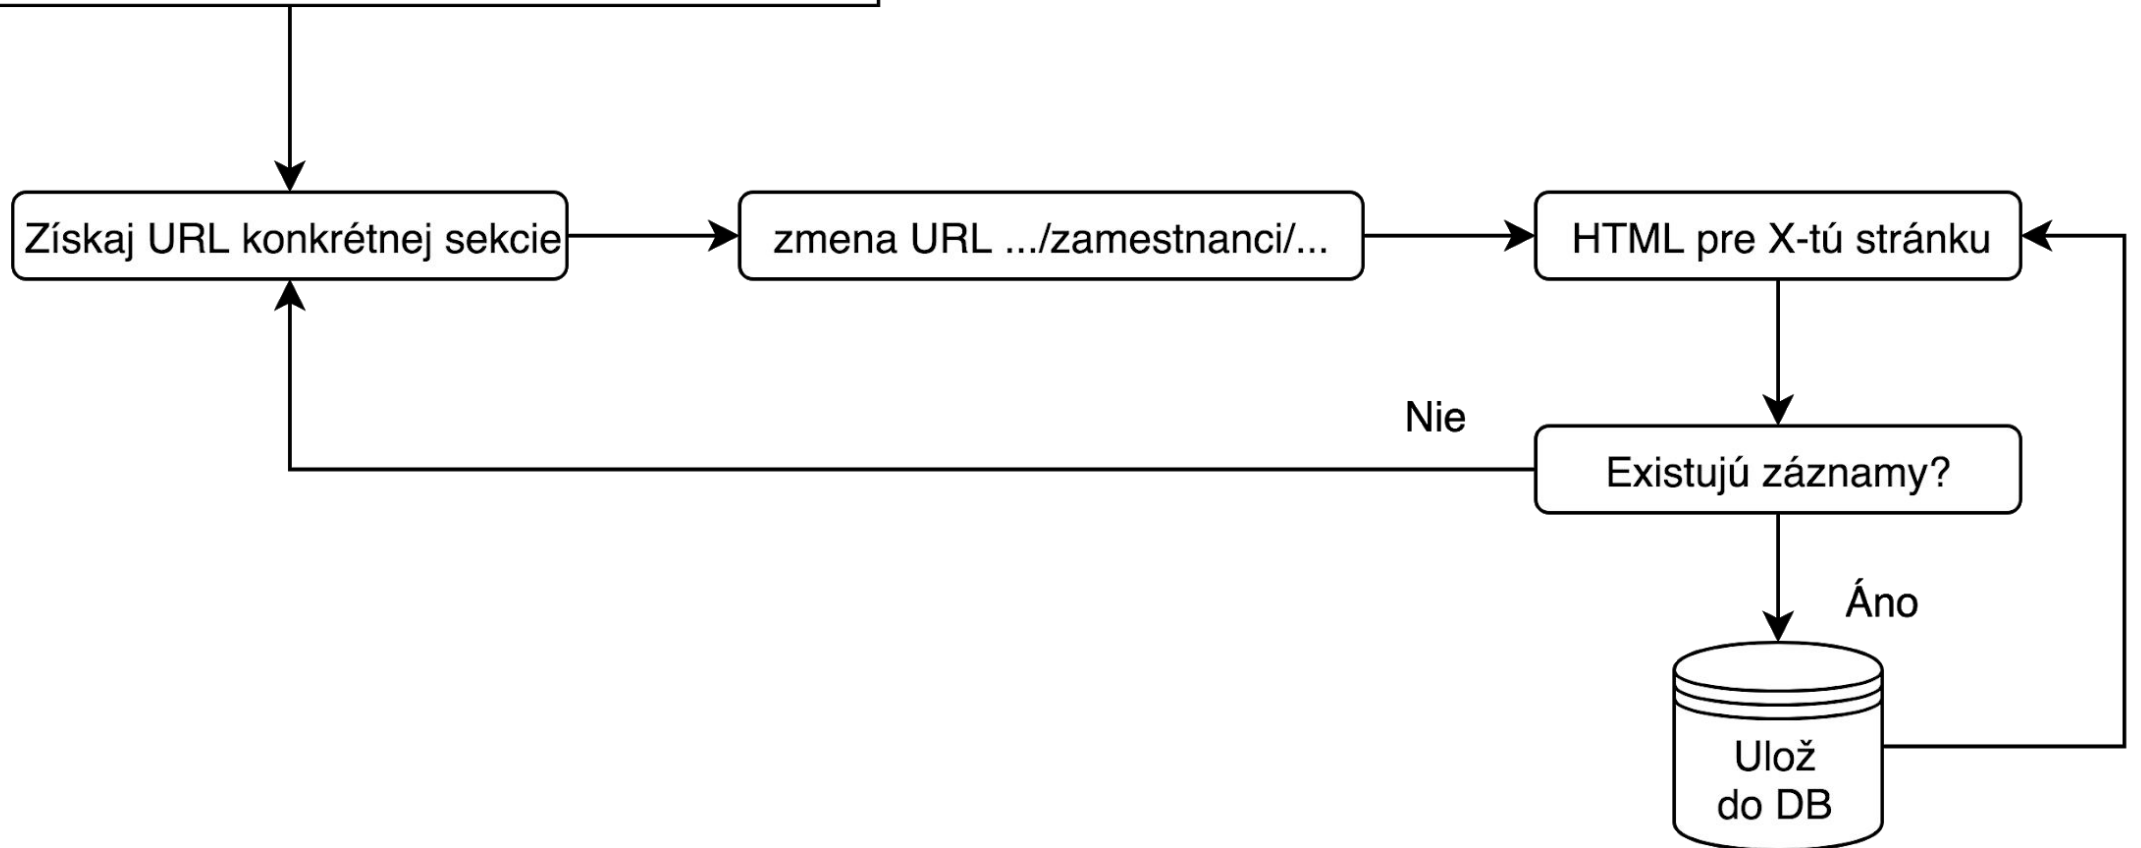 Získaj URL konkrétnej sekcie
zmena URL .../zamestnanci/...
HTML pre X-tú stránku
Nie
Existujú záznamy?
Áno
Ulož
do DB